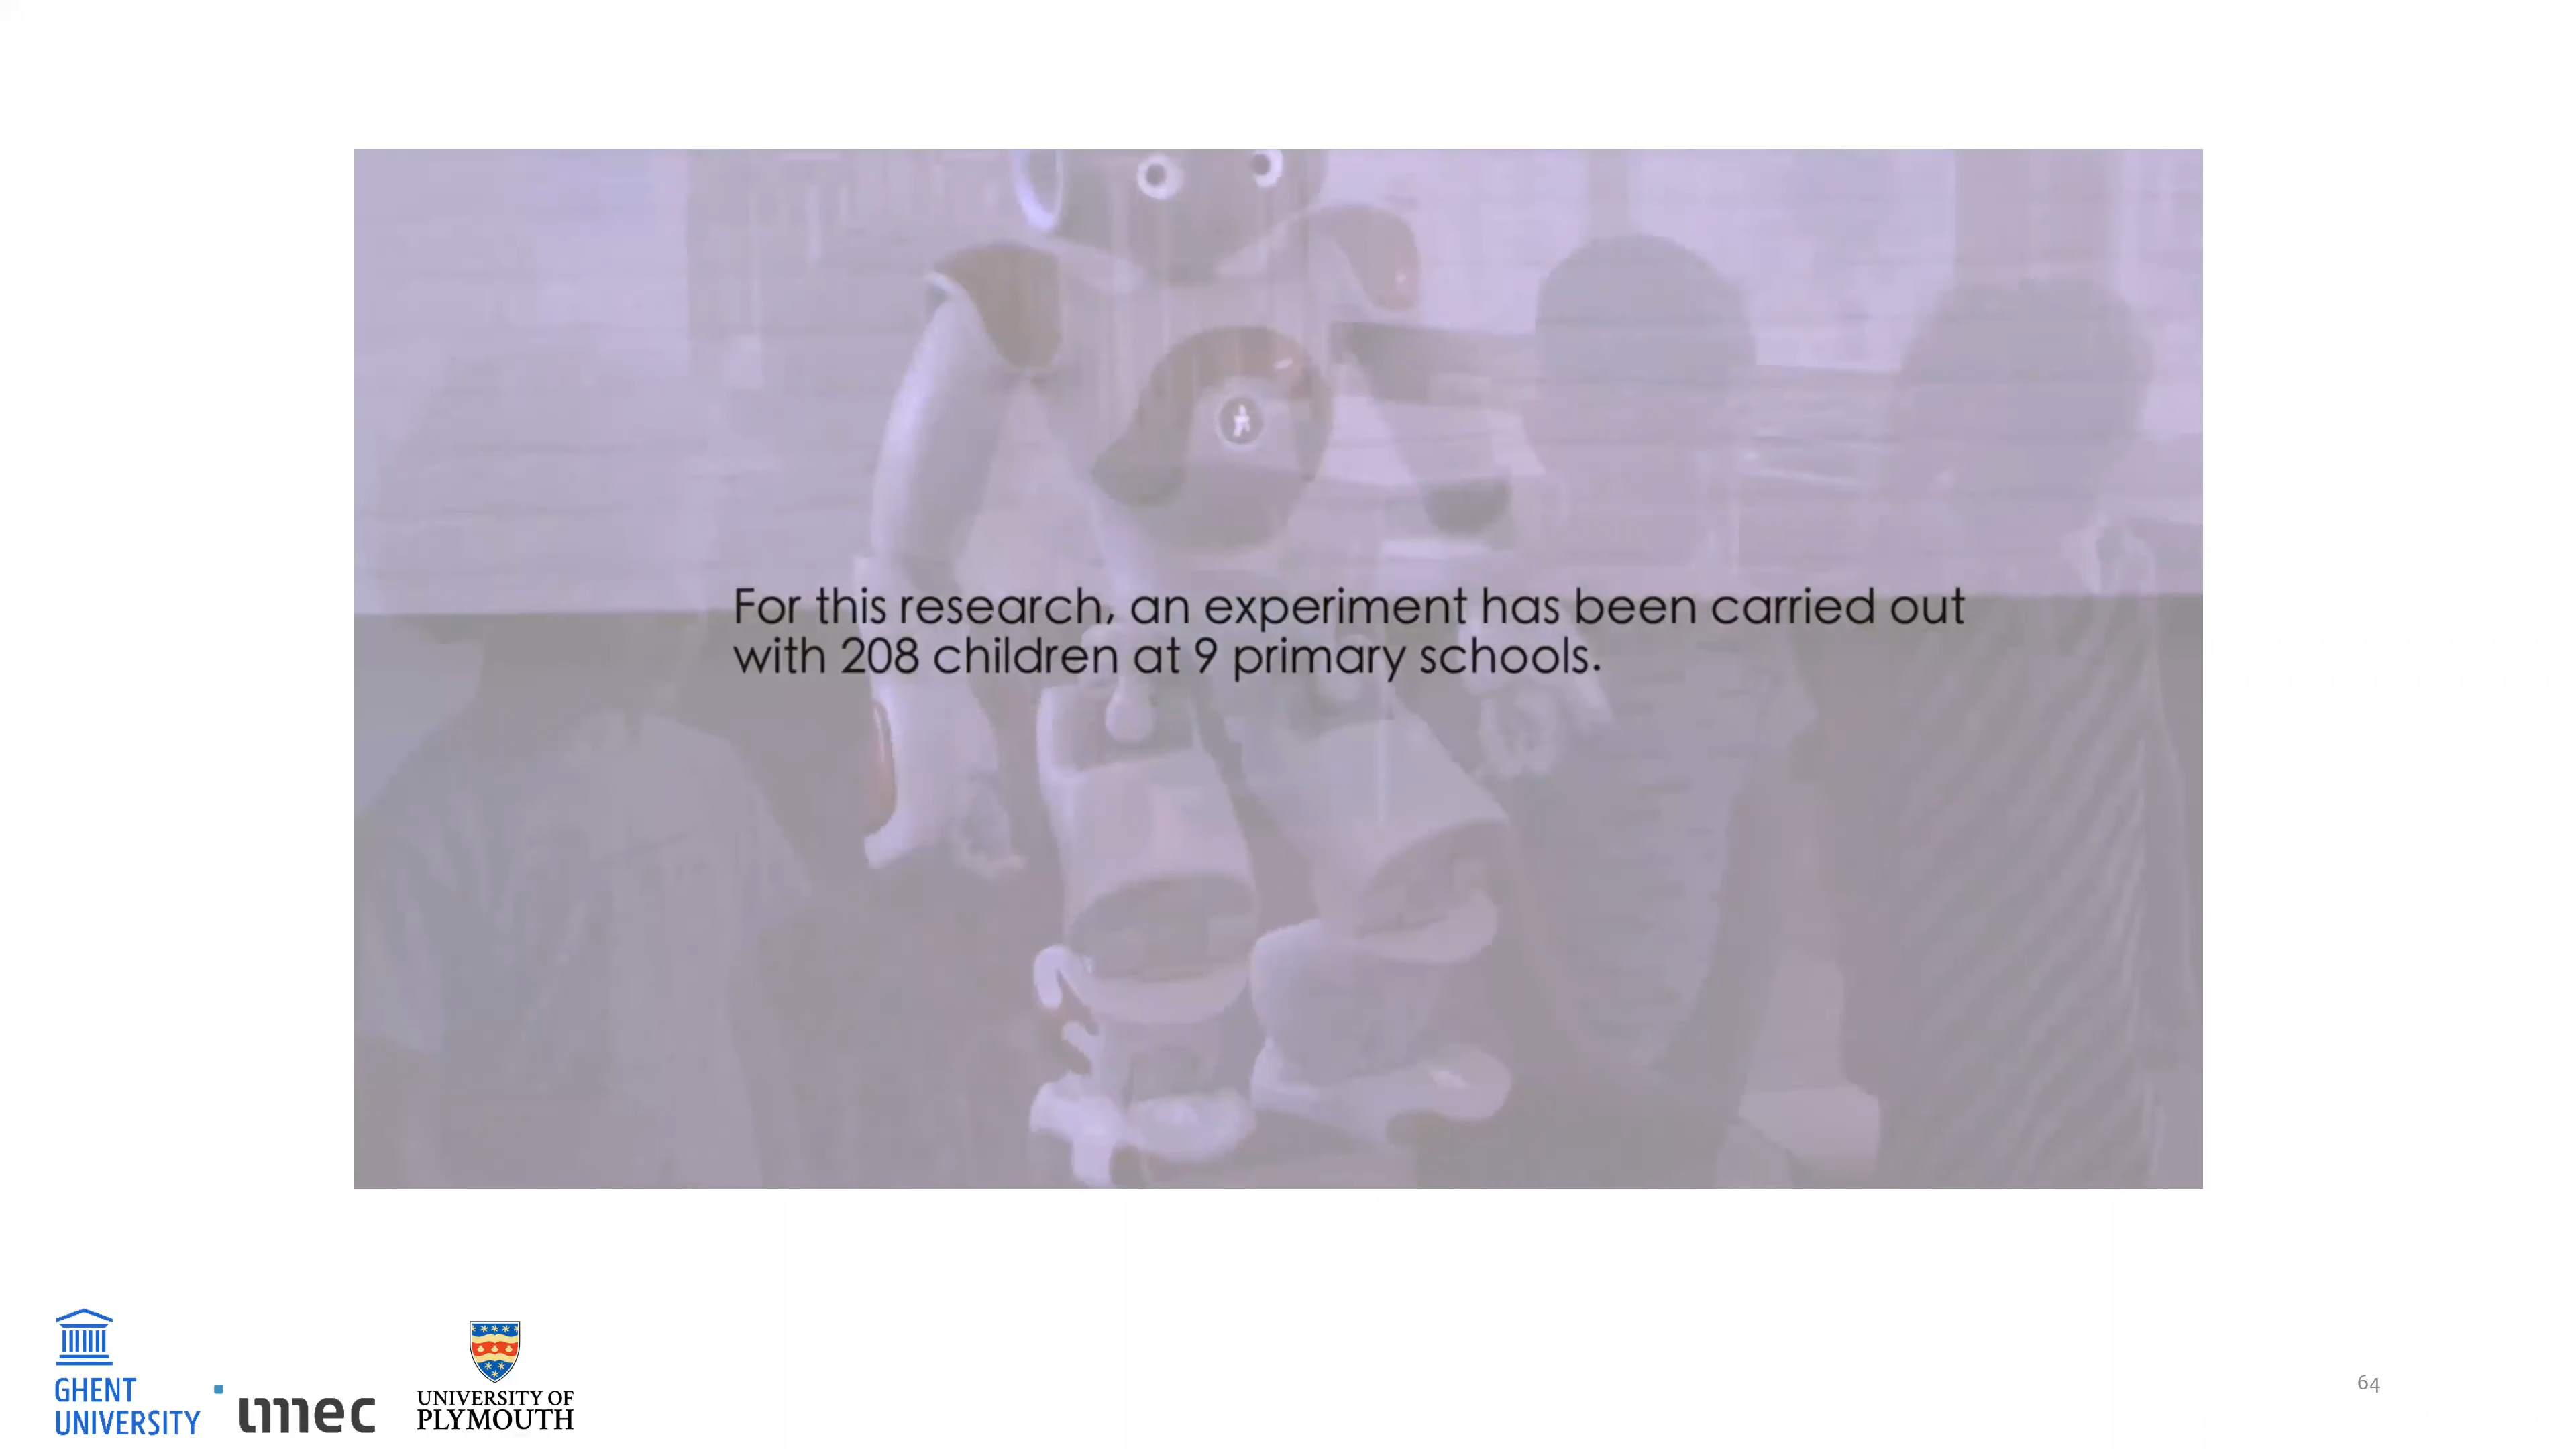 For this research, an experiment has been carried out
with 208 children at 9 primary schools.
GHENT
UNIVERSITY
imec
UNIVERSITY OF
PLYMOUTH
64